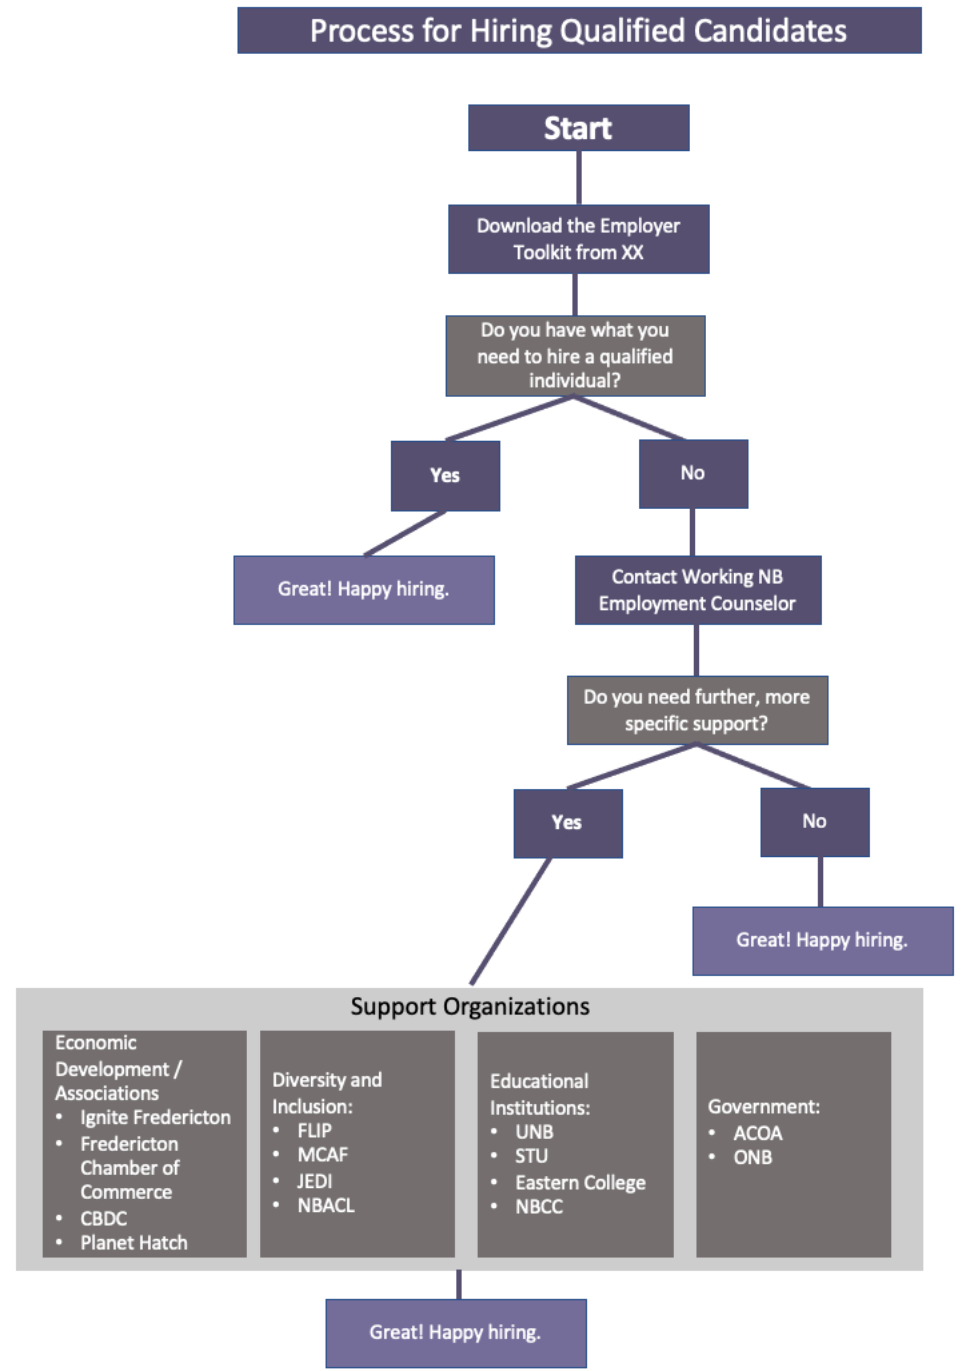 Process for Hiring Qualified Candidates
Start
Download the Employer
Toolkit from XX
Do you have what you
need to hire a qualified
individual?
Yes
No
Great! Happy hiring.
Contact Working NB
Employment Counselor
Do you need further, more
specific support?
Yes
No
Great! Happy hiring.
Support Organizations
Economic
Development /
Associations
• Ignite Fredericton
• Fredericton
Chamber of
Commerce
• CBDC
• Planet Hatch
Diversity and
Inclusion:
• FLIP
• MCAF
• JEDI
• NBACL
Educational
Institutions:
• UNB
• STU
• Eastern College
• NBCC
Government:
• ACOA
• ONB
Great! Happy hiring.